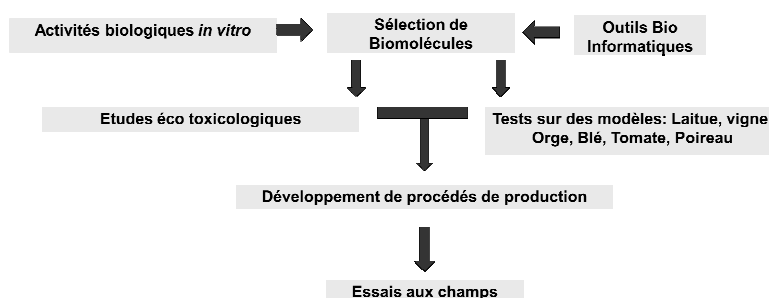 Activités biologiques in vitro
Sélection de
Biomolécules
Outils Bio
Informatiques
Etudes éco toxicologiques
Tests sur des modèles: Laitue, vigne
Orge, Blé, Tomate, Poireau
Développement de procédés de production
Essais aux champs